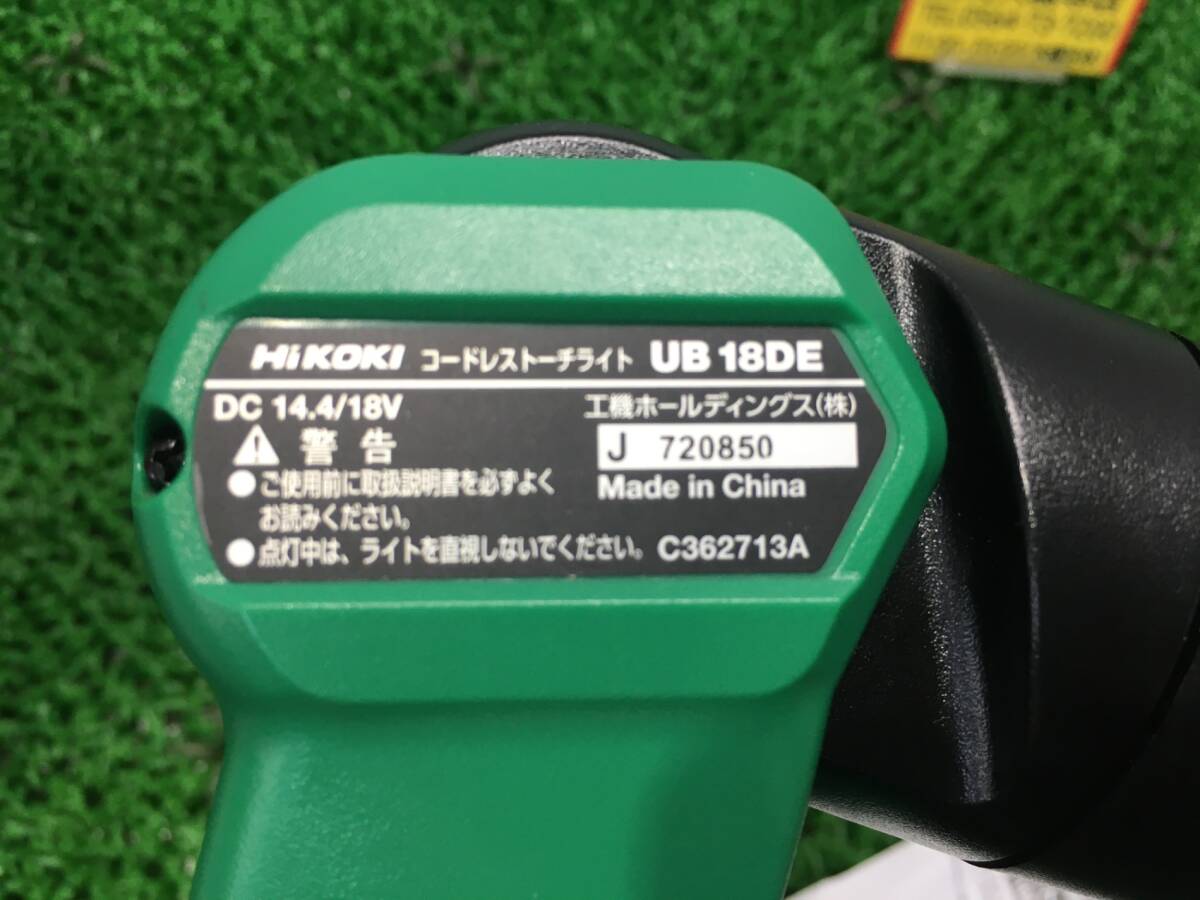 HiKOKI コードレストーチライト UB 18DE
DC 14.4/18V
工機ホールディングス(株)
警告
J 720850
●ご使用前に取扱説明書を必ずよく
お読みください。
Made in China
●点灯中は、ライトを直視しないでください。 C362713A